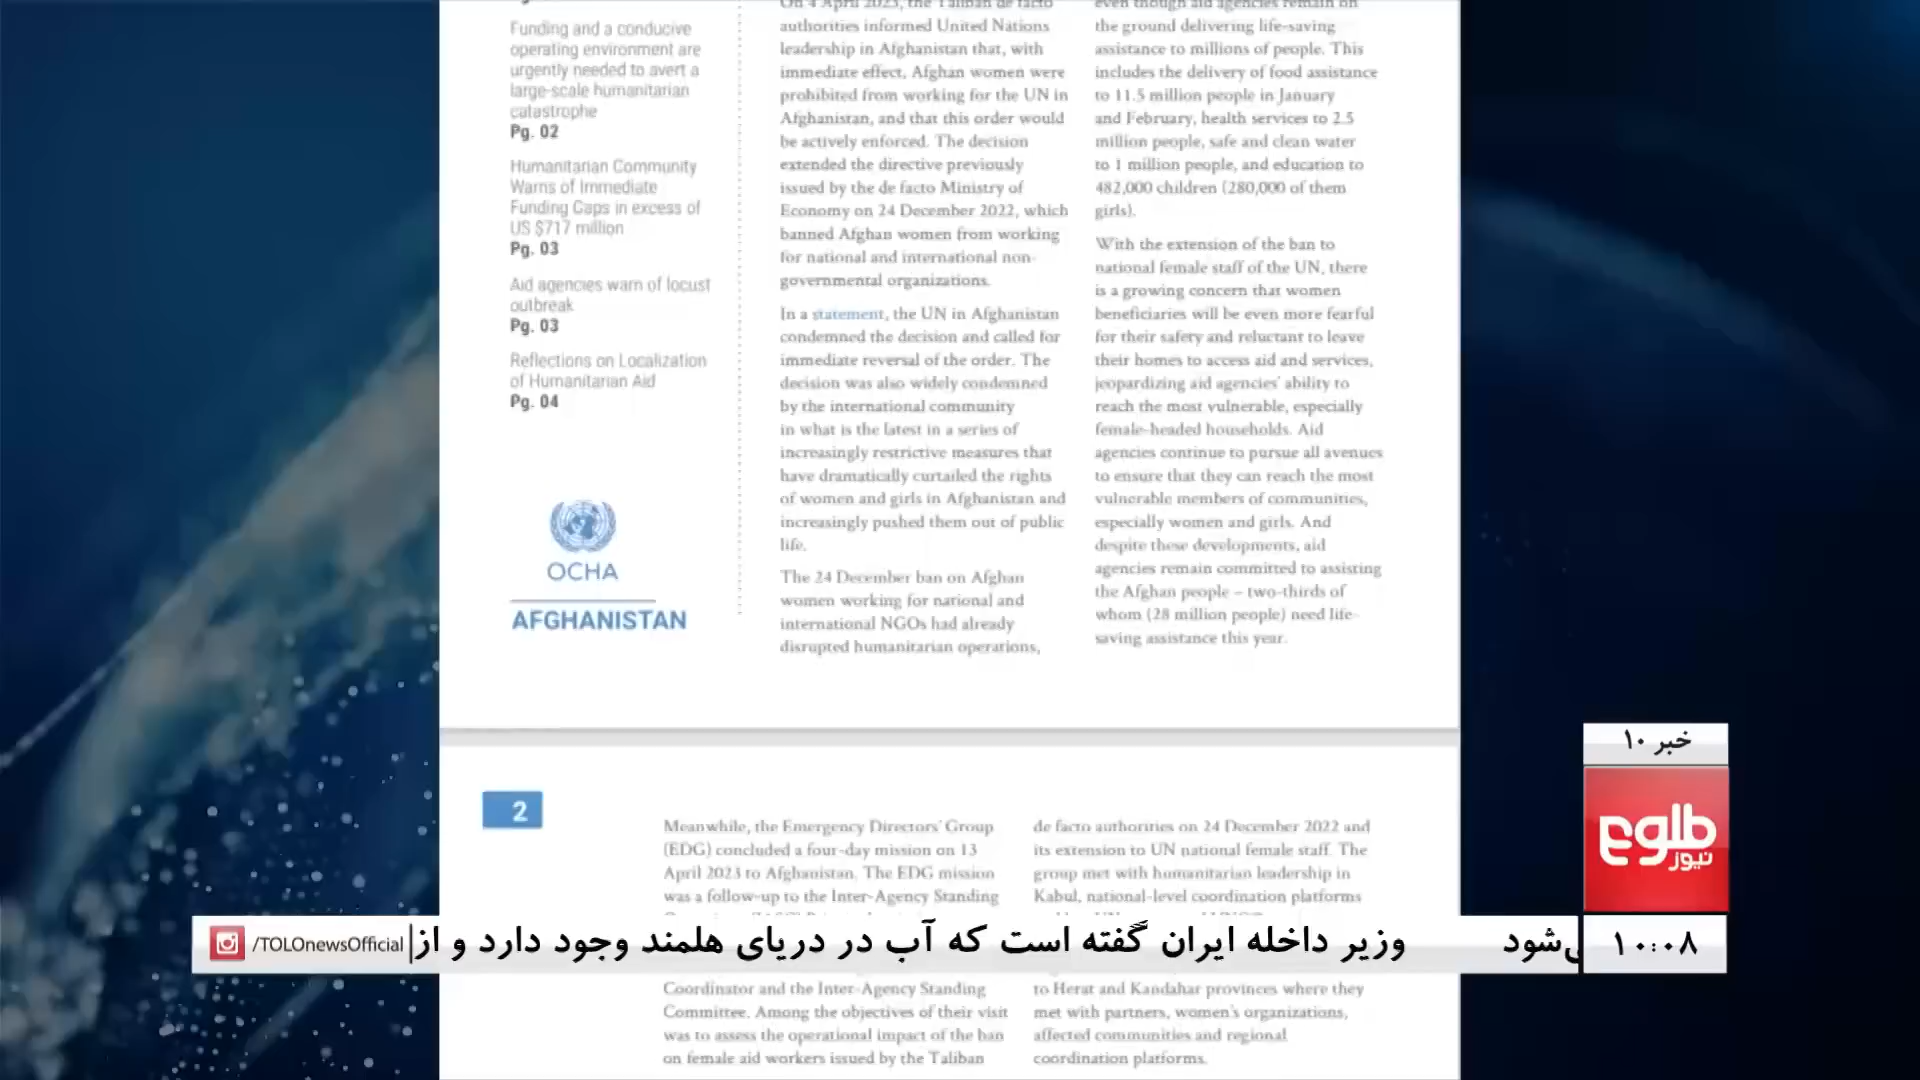 Funding and a conducive
operating environment are
urgently needed to avert a
large-scale humanitarian
catastrophe
Pg. 02
Humanitarian Community
Warns of Immediate
Funding Gaps in excess of
US $717 million
Pg. 03
Aid agencies warn of locust
outbreak
Pg. 03
Reflections on Localization
of Humanitarian Aid
Pg. 04
OCHA
AFGHANISTAN
On 4 April 2023, the Taliban de facto
authorities informed United Nations
leadership in Afghanistan that, with
immediate effect, Afghan women were
prohibited from working for the UN in
Afghanistan, and that this order would
be actively enforced. The decision
extended the directive previously
issued by the de facto Ministry of
Economy on 24 December 2022, which
banned Afghan women from working
for national and international non-
governmental organizations.
In a statement, the UN in Afghanistan
condemned the decision and called for
immediate reversal of the order. The
decision was also widely condemned
by the international community
in what is the latest in a series of
increasingly restrictive measures that
have dramatically curtailed the rights
of women and girls in Afghanistan and
increasingly pushed them out of public
life.
The 24 December ban on Afghan
women working for national and
international NGOs had already
disrupted humanitarian operations,
even though aid agencies remain on
the ground delivering life-saving
assistance to millions of people. This
includes the delivery of food assistance
to 11.5 million people in January
and February, health services to 2.5
million people, safe and clean water
to 1 million people, and education to
482,000 children (280,000 of them
girls).
With the extension of the ban to
national female staff of the UN, there
is a growing concern that women
beneficiaries will be even more fearful
for their safety and reluctant to leave
their homes to access aid and services,
jeopardizing aid agencies' ability to
reach the most vulnerable, especially
female-headed households. Aid
agencies continue to pursue all avenues
to ensure that they can reach the most
vulnerable members of communities,
especially women and girls. And
despite these developments, aid
agencies remain committed to assisting
the Afghan people – two-thirds of
whom (28 million people) need life-
saving assistance this year.
2
Meanwhile, the Emergency Directors' Group
(EDG) concluded a four-day mission on 13
April 2023 to Afghanistan. The EDG mission
was a follow-up to the Inter-Agency Standing
Coordinator and the Inter-Agency Standing
Committee. Among the objectives of their visit
was to assess the operational impact of the ban
on female aid workers issued by the Taliban
de facto authorities on 24 December 2022 and
its extension to UN national female staff. The
group met with humanitarian leadership in
Kabul, national-level coordination platforms
to Herat and Kandahar provinces where they
met with partners, women's organizations,
affected communities and regional
coordination platforms.
خبر ۱۰
طلوع
نیوز
۱۰:۰۸
ی‌شود وزیر داخله ایران گفته است که آب در دریای هلمند وجود دارد و از
/TOLOnewsOfficial